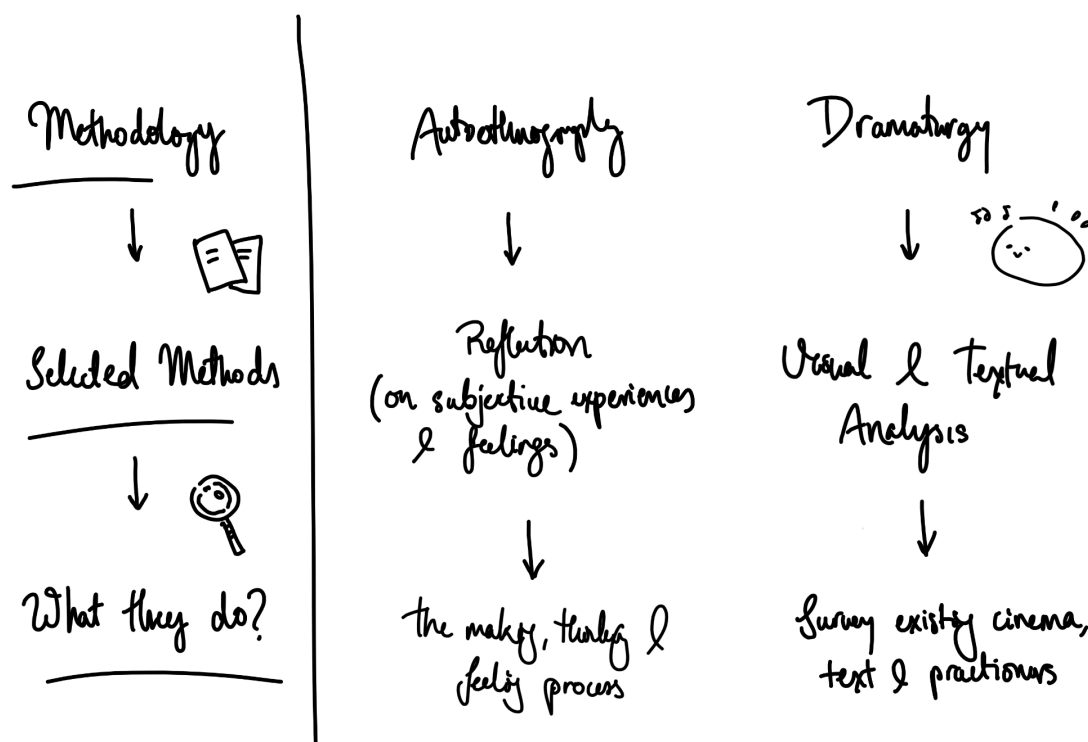 Methodology
Selected Methods
What they do?
Autoethnography
Reflection
(on subjective experiences
& feelings)
the making, thinking &
feeling process
Dramaturgy
Visual & Textual
Analysis
Survey existing cinema,
text & practioners